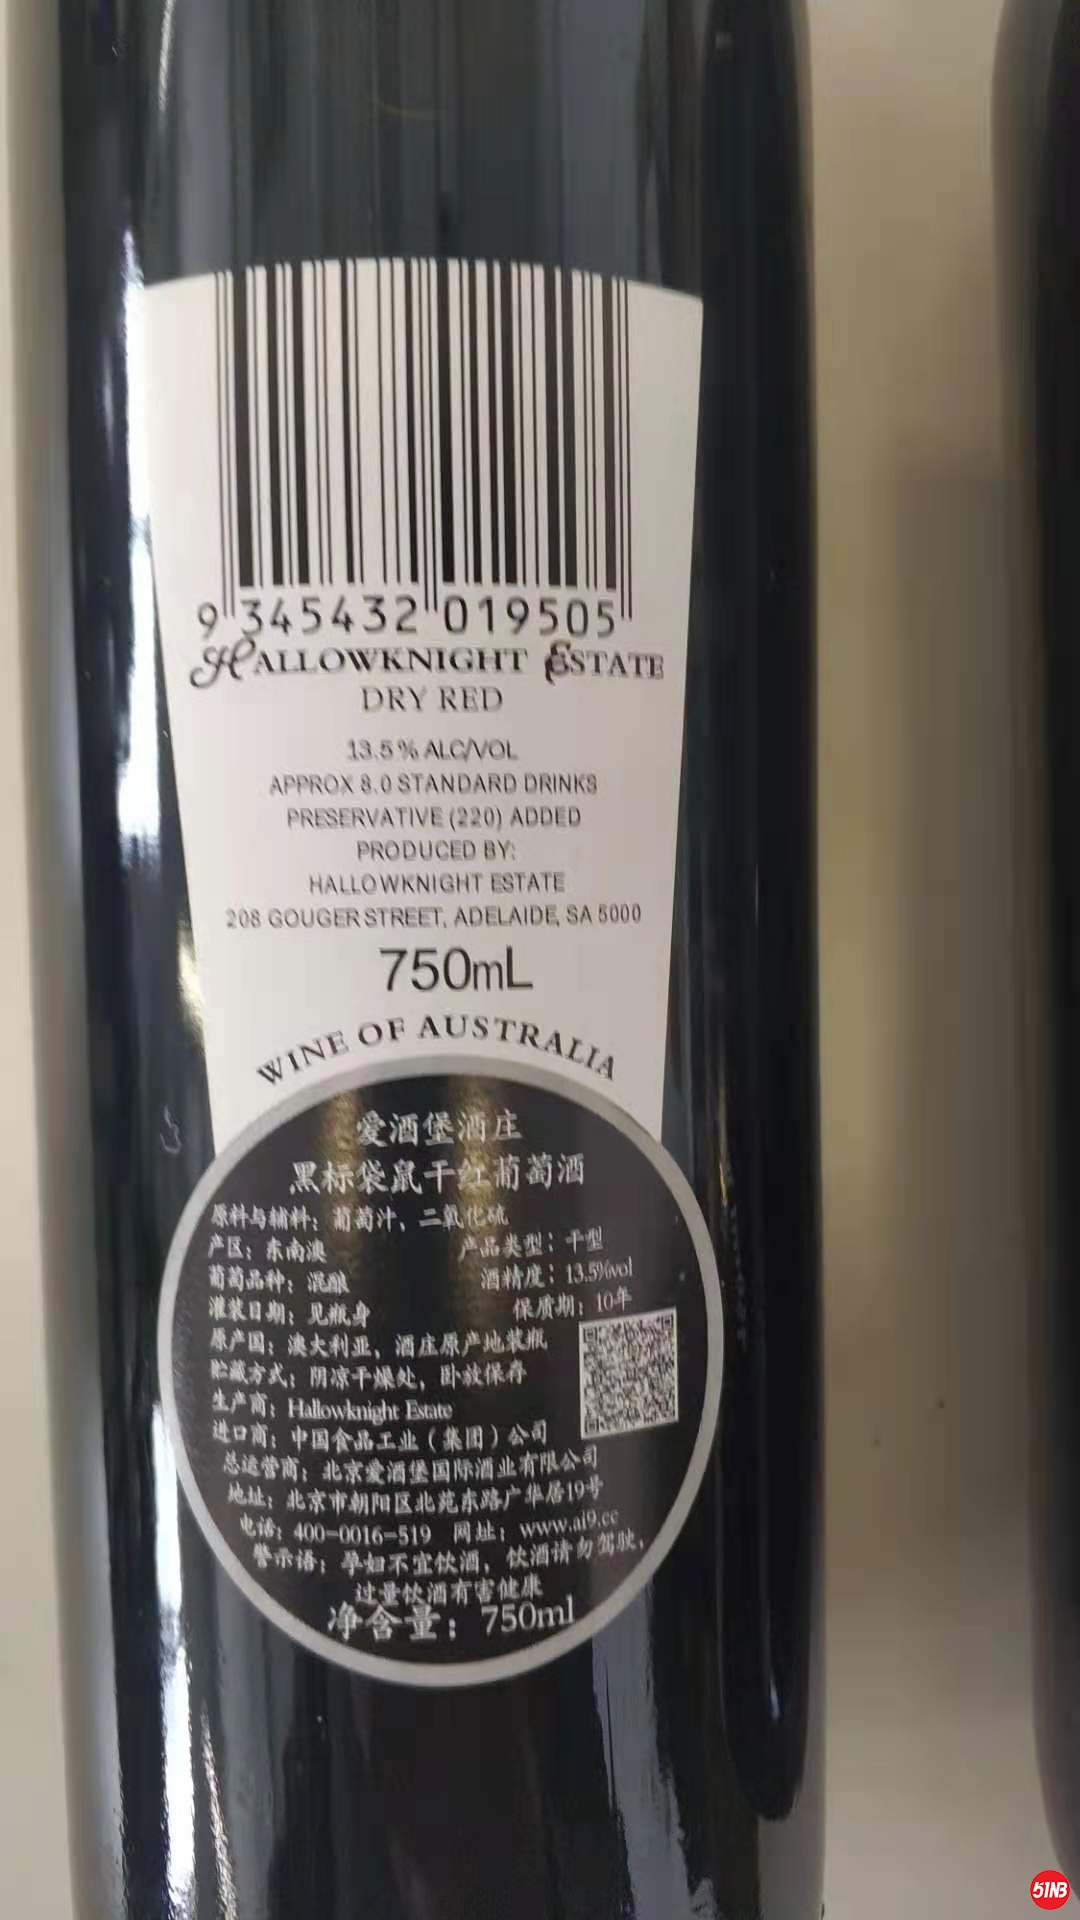 9 345432 019505
HALLOWKNIGHT ESTATE
DRY RED
13.5% ALC/VOL
APPROX 8.0 STANDARD DRINKS
PRESERVATIVE (220) ADDED
PRODUCED BY:
HALLOWKNIGHT ESTATE
208 GOUGER STREET, ADELAIDE, SA 5000
750mL
WINE OF AUSTRALIA
爱酒堡酒庄
黑标袋鼠干红葡萄酒
原料与辅料：葡萄汁，二氧化硫
产区：东南澳 产品类型：干型
葡萄品种：混酿 酒精度：13.5%vol
灌装日期：见瓶身 保质期：10年
原产国：澳大利亚，酒庄原产地装瓶
贮藏方式：阴凉干燥处，卧放保存
生产商：Hallowknight Estate
进口商：中国食品工业（集团）公司
总运营商：北京爱酒堡国际酒业有限公司
地址：北京市朝阳区北苑东路广华居19号
电话：400-0016-519 网址：www.ai9.cc
警示语：孕妇不宜饮酒，饮酒请勿驾驶，
过量饮酒有害健康
净含量：750ml
51NB